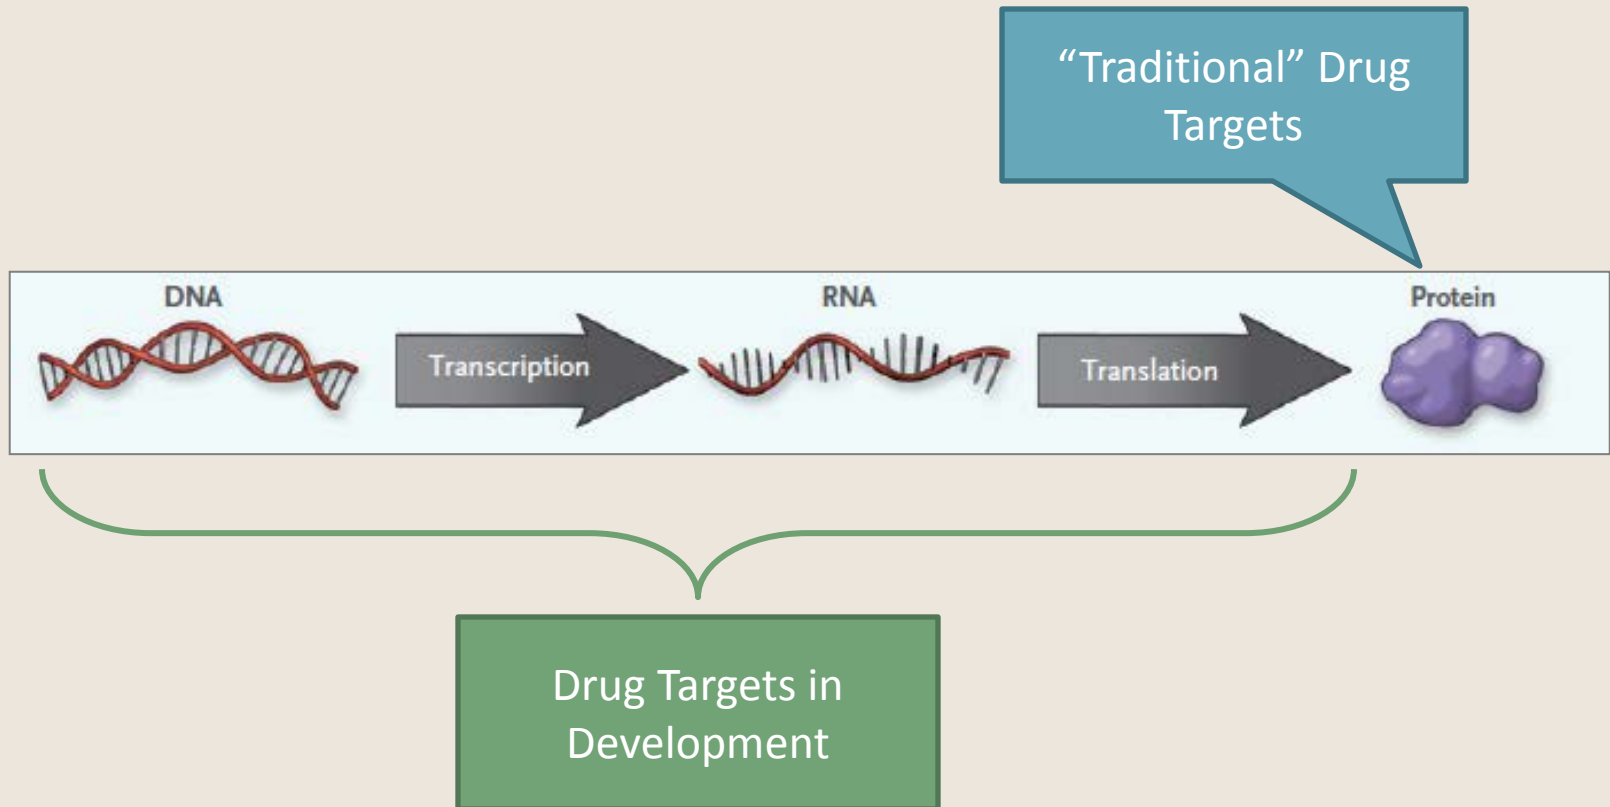 “Traditional” Drug
Targets
DNA
RNA
Protein
Transcription
Translation
Drug Targets in
Development